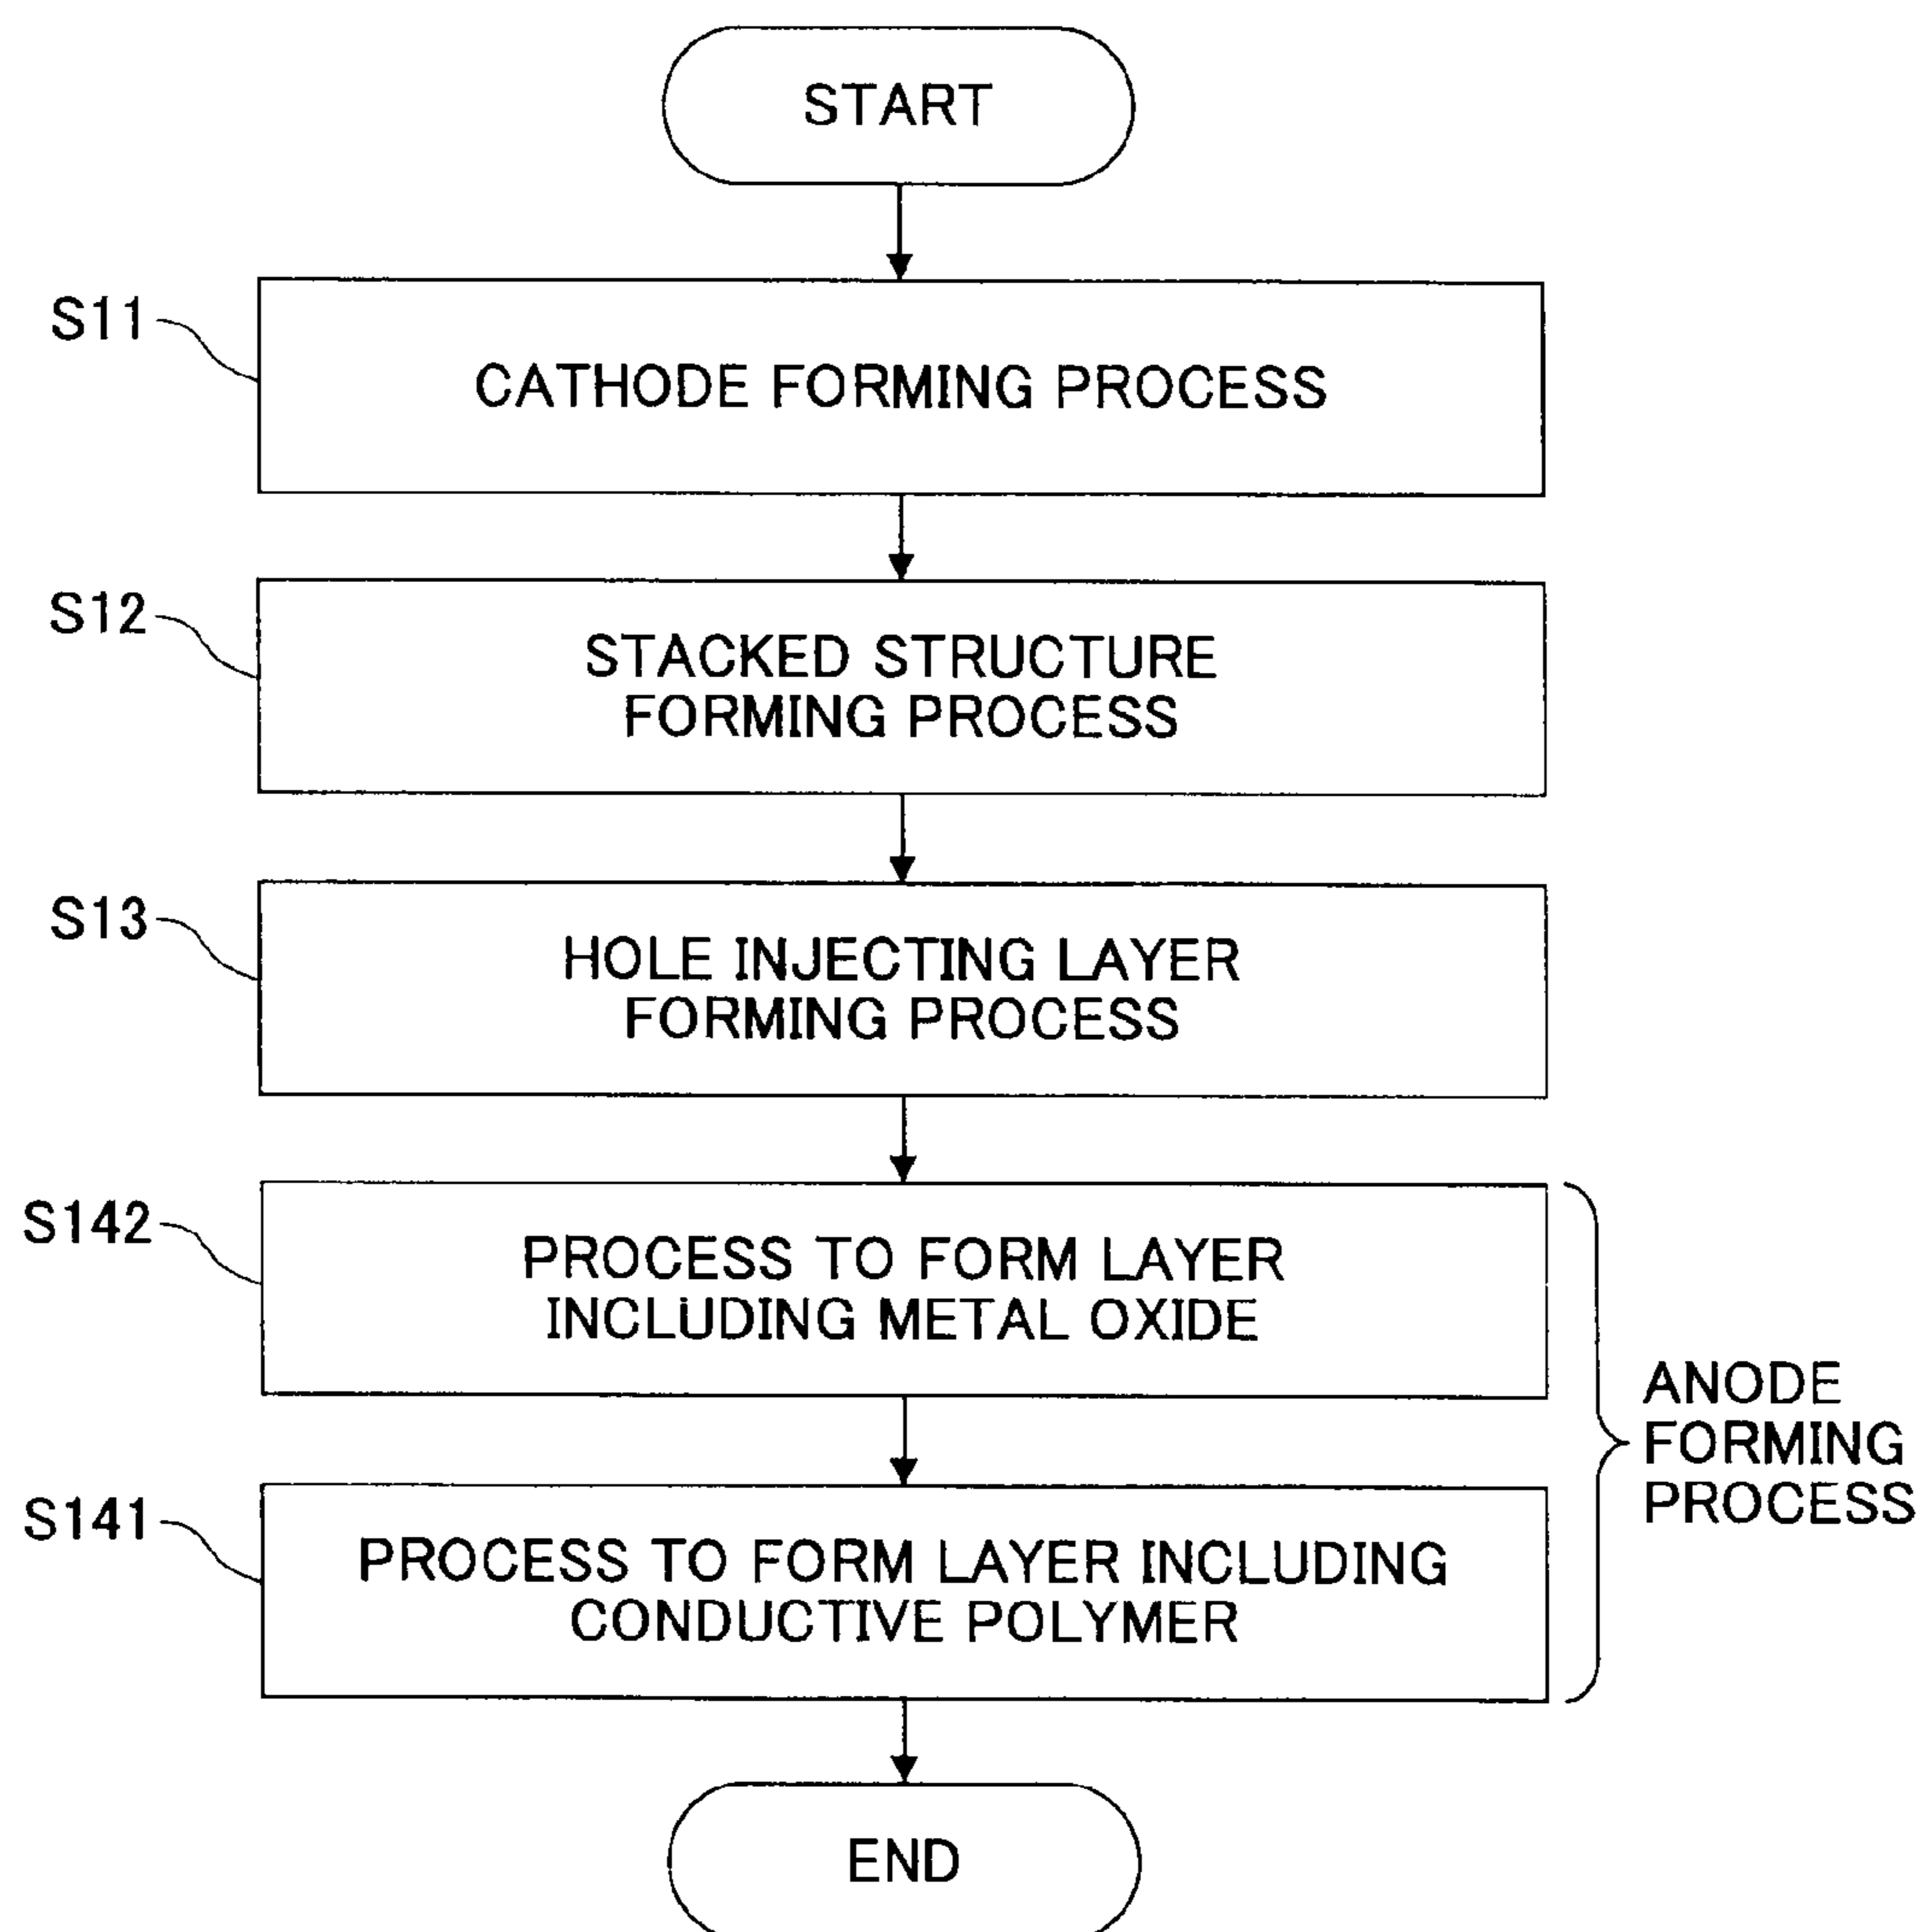 START
S11
CATHODE FORMING PROCESS
S12
STACKED STRUCTURE
FORMING PROCESS
S13
HOLE INJECTING LAYER
FORMING PROCESS
S142
PROCESS TO FORM LAYER
INCLUDING METAL OXIDE
ANODE
FORMING
PROCESS
S141
PROCESS TO FORM LAYER INCLUDING
CONDUCTIVE POLYMER
END